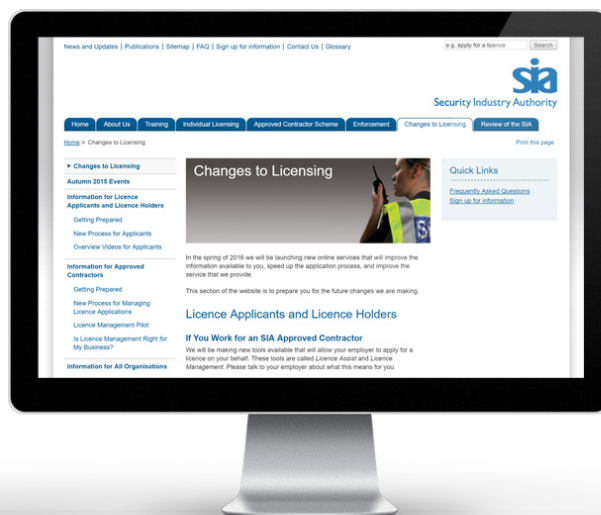 News and Updates | Publications | Sitemap | FAQ | Sign up for information | Contact Us | Glossary
e.g. apply for a licence Search
sia
Security Industry Authority
Home About Us Training Individual Licensing Approved Contractor Scheme Enforcement Changes to Licensing Review of the SIA
Home > Changes to Licensing
Print this page
Changes to Licensing
Autumn 2015 Events
Information for Licence
Applicants and Licence Holders
Getting Prepared
New Process for Applicants
Overview Videos for Applicants
Information for Approved
Contractors
Getting Prepared
New Process for Managing
Licence Applications
Licence Management Pilot
Is Licence Management Right for
My Business?
Information for All Organisations
Changes to Licensing
In the spring of 2016 we will be launching new online services that will improve the
information available to you, speed up the application process, and improve the
service that we provide.
This section of the website is to prepare you for the future changes we are making.
Licence Applicants and Licence Holders
If You Work for an SIA Approved Contractor
We will be making new tools available that will allow your employer to apply for a
licence on your behalf. These tools are called Licence Assist and Licence
Management. Please talk to your employer about what this means for you.
Quick Links
Frequently Asked Questions
Sign up for information